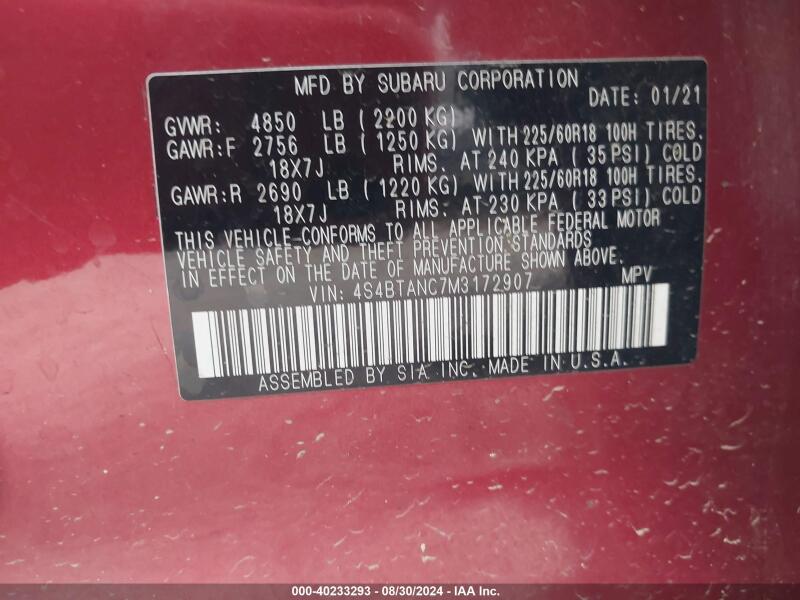 MFD BY SUBARU CORPORATION
DATE: 01/21
GVWR: 4850 LB (2200 KG)
GAWR:F 2756 LB (1250 KG) WITH 225/60R18 100H TIRES.
18X7J RIMS. AT 240 KPA (35 PSI) COLD
GAWR:R 2690 LB (1220 KG) WITH 225/60R18 100H TIRES.
18X7J RIMS. AT 230 KPA (33 PSI) COLD
THIS VEHICLE CONFORMS TO ALL APPLICABLE FEDERAL MOTOR
VEHICLE SAFETY AND THEFT PREVENTION STANDARDS
IN EFFECT ON THE DATE OF MANUFACTURE SHOWN ABOVE.
VIN: 4S4BTANC7M3172907 MPV
ASSEMBLED BY SIA INC. MADE IN U.S.A.
000-40233293 - 08/30/2024 - IAA Inc.